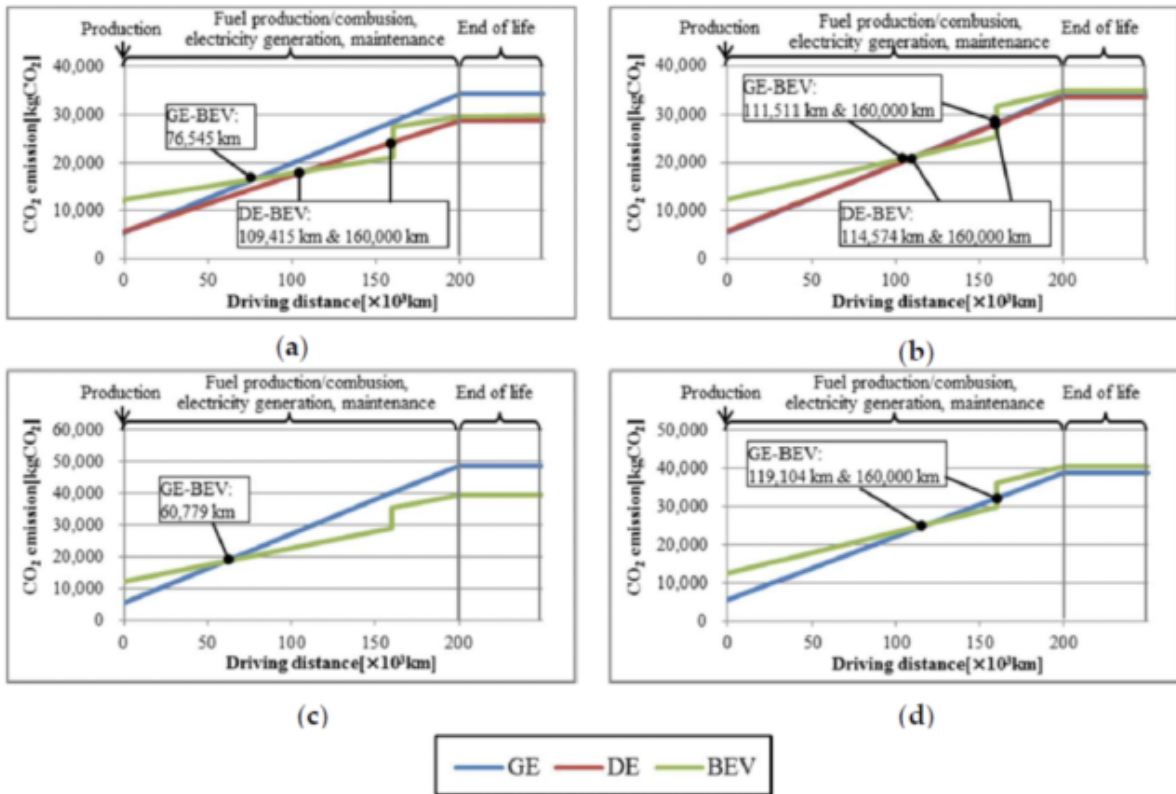 Production
Fuel production/combusion,
electricity generation, maintenance
End of life
CO₂ emission[kgCO₂]
40,000
30,000
20,000
10,000
0
GE-BEV:
76,545 km
DE-BEV:
109,415 km & 160,000 km
0 50 100 150 200
Driving distance[×10³km]
(a)
Production
Fuel production/combusion,
electricity generation, maintenance
End of life
CO₂ emission[kgCO₂]
40,000
30,000
20,000
10,000
0
GE-BEV:
111,511 km & 160,000 km
DE-BEV:
114,574 km & 160,000 km
0 50 100 150 200
Driving distance[×10³km]
(b)
Production
Fuel production/combusion,
electricity generation, maintenance
End of life
CO₂ emission[kgCO₂]
60,000
50,000
40,000
30,000
20,000
10,000
0
GE-BEV:
60,779 km
0 50 100 150 200
Driving distance[×10³km]
(c)
Production
Fuel production/combusion,
electricity generation, maintenance
End of life
CO₂ emission[kgCO₂]
50,000
40,000
30,000
20,000
10,000
0
GE-BEV:
119,104 km & 160,000 km
0 50 100 150 200
Driving distance[×10³km]
(d)
GE DE BEV